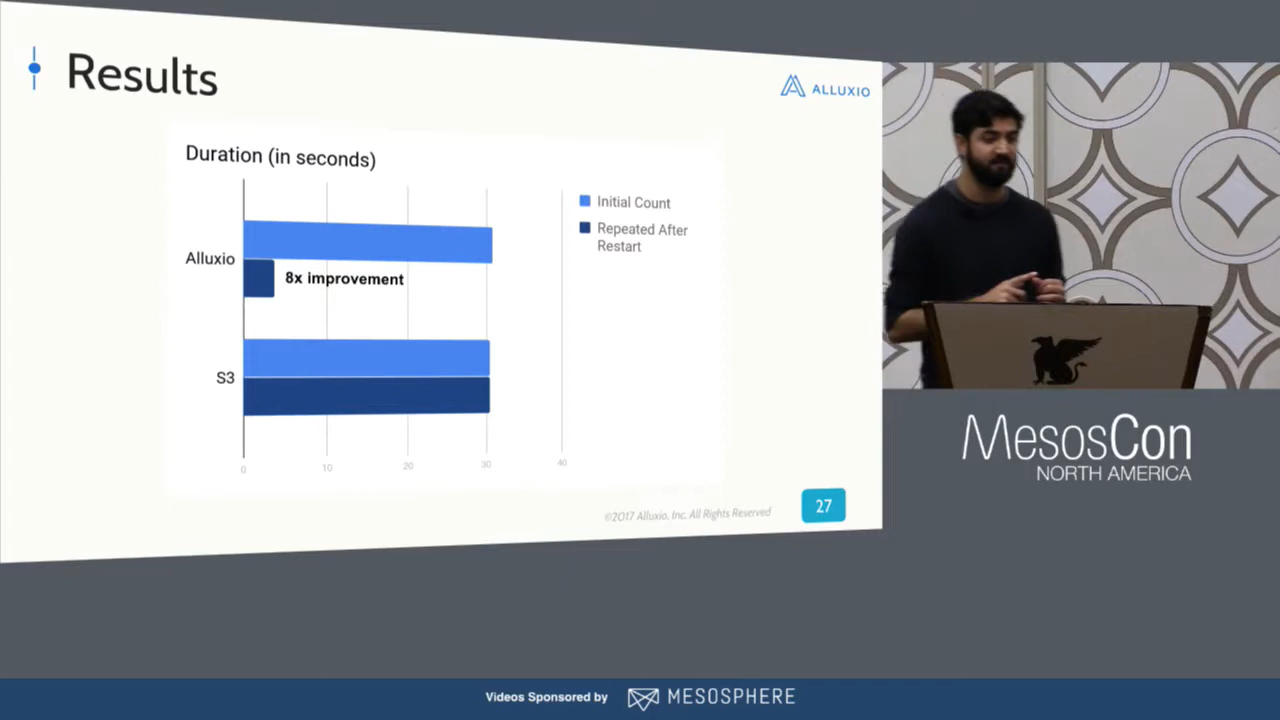 Results
ALLUXIO
Duration (in seconds)
Initial Count
Repeated After
Restart
Alluxio
8x improvement
S3
0
10
20
30
40
©2017 Alluxio, Inc. All Rights Reserved
27
MesosCon
NORTH AMERICA
Videos Sponsored by
MESOSPHERE